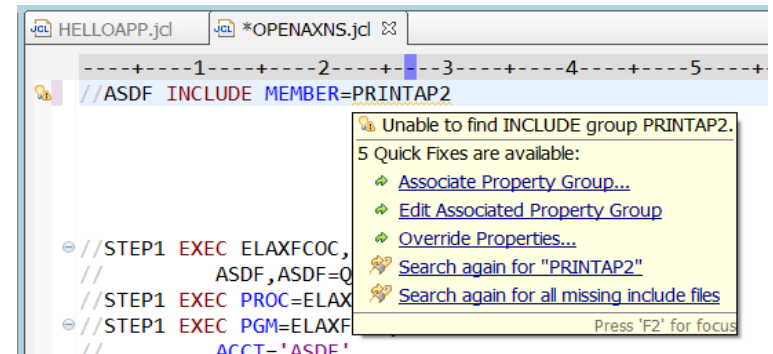 HELLOAPP.jcl *OPENAXNS.jcl
----+----1----+----2----+----3----+----4----+----5----+-
//ASDF INCLUDE MEMBER=PRINTAP2
Unable to find INCLUDE group PRINTAP2.
5 Quick Fixes are available:
Associate Property Group...
Edit Associated Property Group
Override Properties...
Search again for "PRINTAP2"
Search again for all missing include files
Press 'F2' for focus
//STEP1 EXEC ELAXFCOC,
// ASDF,ASDF=Q
//STEP1 EXEC PROC=ELAX
//STEP1 EXEC PGM=ELAXF
// ACCT='ASDF'